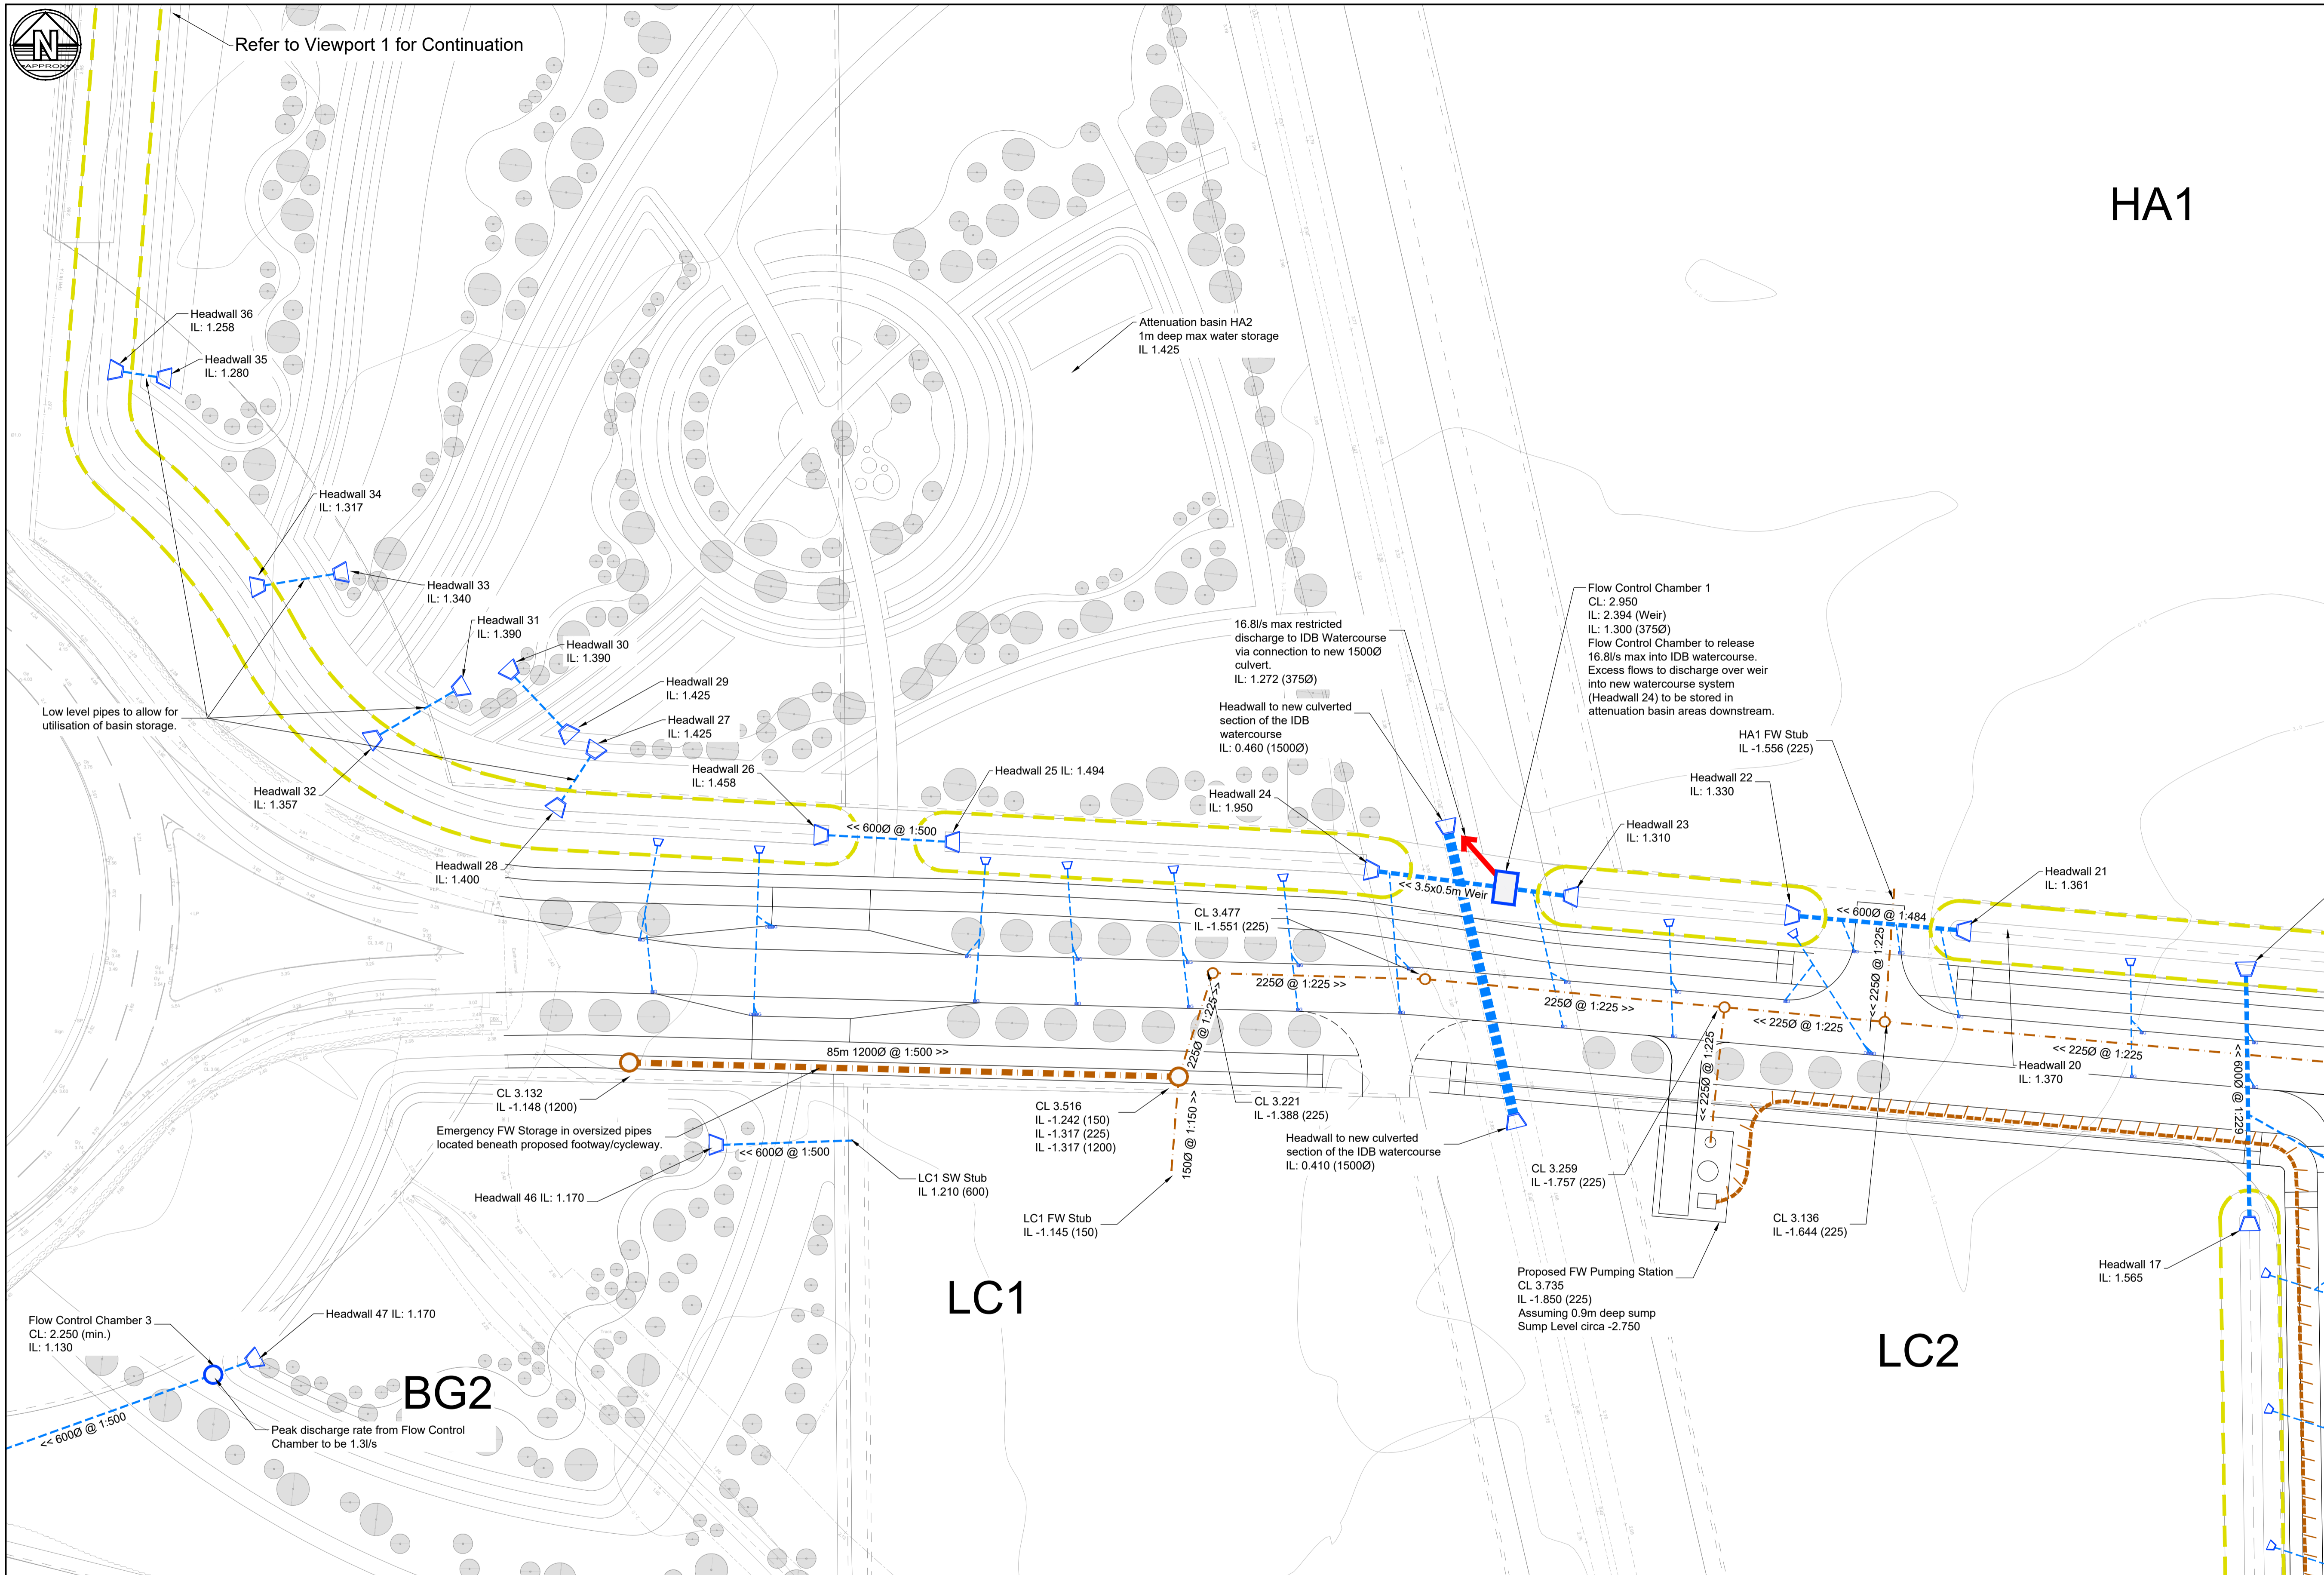 N
APPROX
Refer to Viewport 1 for Continuation
HA1
Headwall 36
IL: 1.258
Headwall 35
IL: 1.280
Attenuation basin HA2
1m deep max water storage
IL 1.425
Headwall 34
IL: 1.317
Headwall 33
IL: 1.340
Headwall 31
IL: 1.390
Headwall 30
IL: 1.390
Headwall 29
IL: 1.425
Headwall 27
IL: 1.425
Low level pipes to allow for
utilisation of basin storage.
Headwall 32
IL: 1.357
Headwall 28
IL: 1.400
Headwall 26
IL: 1.458
<< 600Ø @ 1:500
Headwall 25 IL: 1.494
16.8l/s max restricted
discharge to IDB Watercourse
via connection to new 1500Ø
culvert.
IL: 1.272 (375Ø)
Headwall to new culverted
section of the IDB
watercourse
IL: 0.460 (1500Ø)
Headwall 24
IL: 1.950
Flow Control Chamber 1
CL: 2.950
IL: 2.394 (Weir)
IL: 1.300 (375Ø)
Flow Control Chamber to release
16.8l/s max into IDB watercourse.
Excess flows to discharge over weir
into new watercourse system
(Headwall 24) to be stored in
attenuation basin areas downstream.
HA1 FW Stub
IL -1.556 (225)
Headwall 22
IL: 1.330
Headwall 23
IL: 1.310
Headwall 21
IL: 1.361
<< 3.5x0.5m Weir
<< 600Ø @ 1:484
CL 3.477
IL -1.551 (225)
225Ø @ 1:225 >>
225Ø @ 1:225 >>
225Ø @ 1:225 >>
<< 225Ø @ 1:225
<< 225Ø @ 1:225
<< 225Ø @ 1:225
<< 225Ø @ 1:225
Headwall 20
IL: 1.370
<< 600Ø @ 1:229
85m 1200Ø @ 1:500 >>
CL 3.132
IL -1.148 (1200)
Emergency FW Storage in oversized pipes
located beneath proposed footway/cycleway.
<< 600Ø @ 1:500
Headwall 46 IL: 1.170
LC1 SW Stub
IL 1.210 (600)
CL 3.516
IL -1.242 (150)
IL -1.317 (225)
IL -1.317 (1200)
150Ø @ 1:150 >>
LC1 FW Stub
IL -1.145 (150)
CL 3.221
IL -1.388 (225)
Headwall to new culverted
section of the IDB watercourse
IL: 0.410 (1500Ø)
CL 3.259
IL -1.757 (225)
CL 3.136
IL -1.644 (225)
Proposed FW Pumping Station
CL 3.735
IL -1.850 (225)
Assuming 0.9m deep sump
Sump Level circa -2.750
Headwall 17
IL: 1.565
LC1
LC2
Flow Control Chamber 3
CL: 2.250 (min.)
IL: 1.130
Headwall 47 IL: 1.170
BG2
Peak discharge rate from Flow Control
Chamber to be 1.3l/s
<< 600Ø @ 1:500